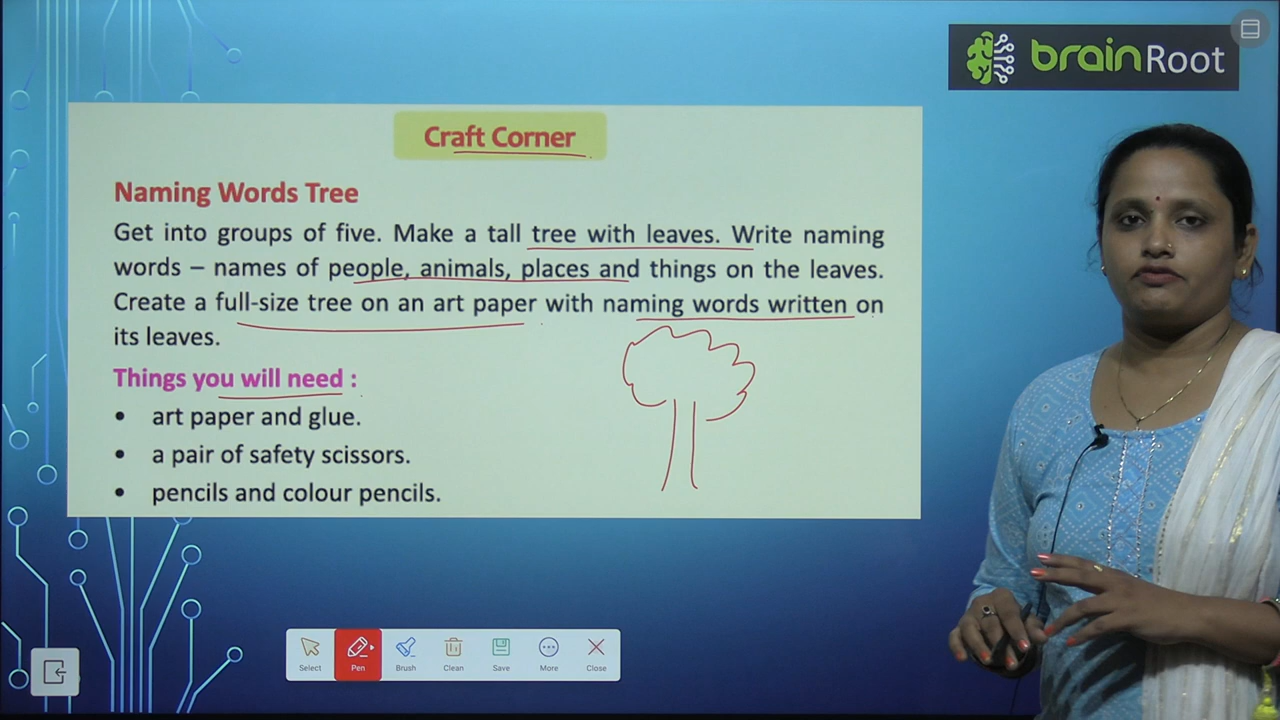 brainRoot
Craft Corner
Naming Words Tree
Get into groups of five. Make a tall tree with leaves. Write naming
words – names of people, animals, places and things on the leaves.
Create a full-size tree on an art paper with naming words written on
its leaves.
Things you will need :
• art paper and glue.
• a pair of safety scissors.
• pencils and colour pencils.
Select Pen Brush Clean Save More Close